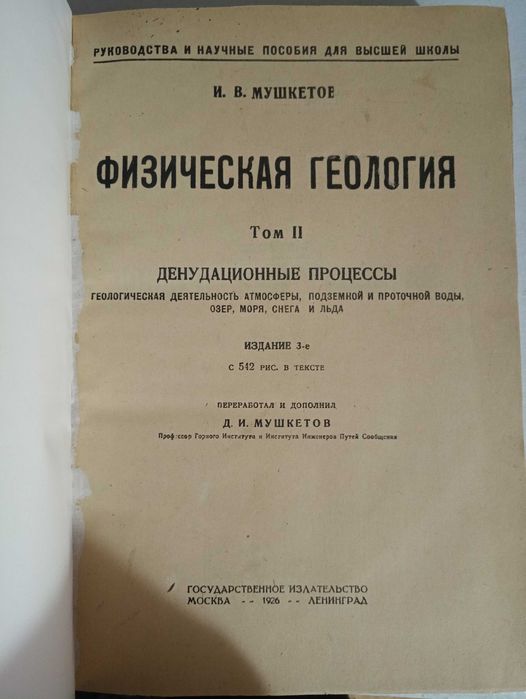 РУКОВОДСТВА И НАУЧНЫЕ ПОСОБИЯ ДЛЯ ВЫСШЕЙ ШКОЛЫ
И. В. МУШКЕТОВ
ФИЗИЧЕСКАЯ ГЕОЛОГИЯ
Том II
ДЕНУДАЦИОННЫЕ ПРОЦЕССЫ
ГЕОЛОГИЧЕСКАЯ ДЕЯТЕЛЬНОСТЬ АТМОСФЕРЫ, ПОДЗЕМНОЙ И ПРОТОЧНОЙ ВОДЫ,
ОЗЕР, МОРЯ, СНЕГА И ЛЬДА
ИЗДАНИЕ 3-е
С 542 РИС. В ТЕКСТЕ
ПЕРЕРАБОТАЛ И ДОПОЛНИЛ
Д. И. МУШКЕТОВ
Профессор Горного Института и Института Инженеров Путей Сообщения
ГОСУДАРСТВЕННОЕ ИЗДАТЕЛЬСТВО
МОСКВА -- 1926 -- ЛЕНИНГРАД